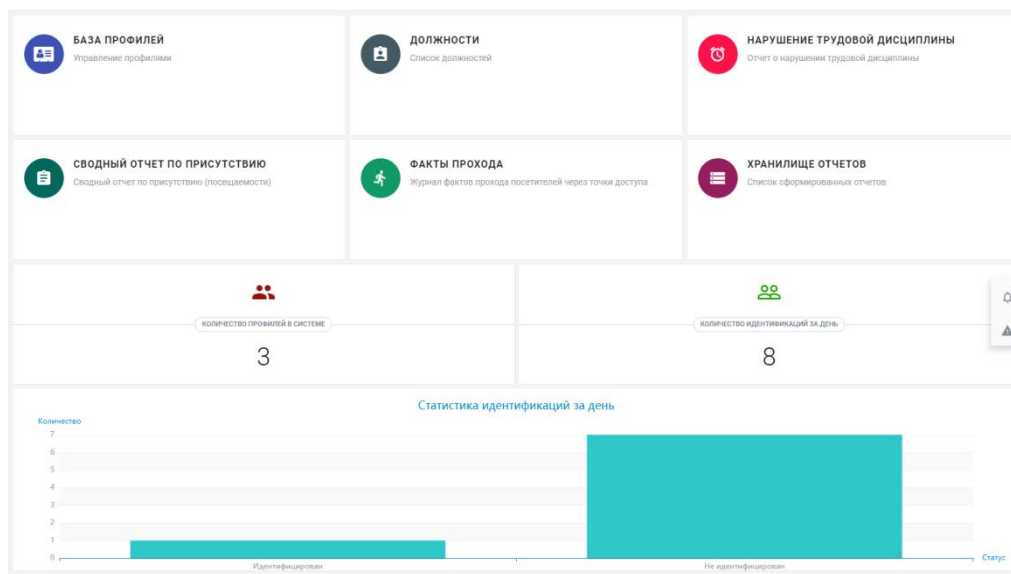 БАЗА ПРОФИЛЕЙ
Управление профилями
ДОЛЖНОСТИ
Список должностей
НАРУШЕНИЕ ТРУДОВОЙ ДИСЦИПЛИНЫ
Отчет о нарушении трудовой дисциплины
СВОДНЫЙ ОТЧЕТ ПО ПРИСУТСТВИЮ
Сводный отчет по присутствию (посещаемости)
ФАКТЫ ПРОХОДА
Журнал фактов прохода посетителей через точки доступа
ХРАНИЛИЩЕ ОТЧЕТОВ
Список сформированных отчетов
КОЛИЧЕСТВО ПРОФИЛЕЙ В СИСТЕМЕ
3
КОЛИЧЕСТВО ИДЕНТИФИКАЦИЙ ЗА ДЕНЬ
8
Статистика идентификаций за день
Количество
7
6
5
4
3
2
1
0
Идентифицирован
Не идентифицирован
Статус